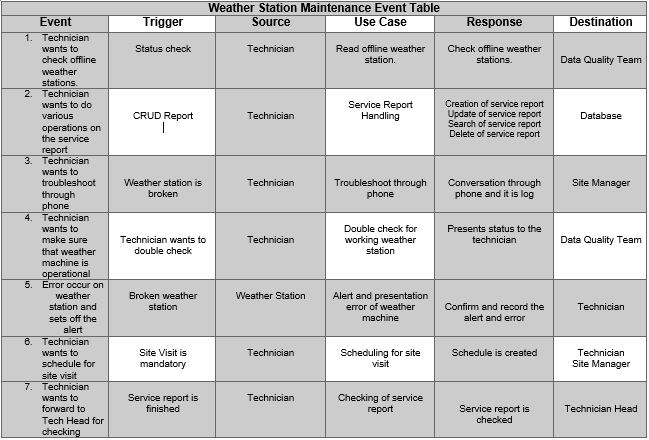 Weather Station Maintenance Event Table
Event Trigger Source Use Case Response Destination
1. Technician
wants to
check offline
weather
stations.
Status check
Technician
Read offline weather
station.
Check offline weather
stations.
Data Quality Team
2. Technician
wants to do
various
operations on
the service
report
CRUD Report
Technician
Service Report
Handling
Creation of service report
Update of service report
Search of service report
Delete of service report
Database
3. Technician
wants to
troubleshoot
through
phone
Weather station is
broken
Technician
Troubleshoot through
phone
Conversation through
phone and it is log
Site Manager
4. Technician
wants to
make sure
that weather
machine is
operational
Technician wants to
double check
Technician
Double check for
working weather
station
Presents status to the
technician
Data Quality Team
5. Error occur on
weather
station and
sets off the
alert
Broken weather
station
Weather Station
Alert and presentation
error of weather
machine
Confirm and record the
alert and error
Technician
6. Technician
wants to
schedule for
site visit
Site Visit is
mandatory
Technician
Scheduling for site
visit
Schedule is created
Technician
Site Manager
7. Technician
wants to
forward to
Tech Head for
checking
Service report is
finished
Technician
Checking of service
report
Service report is
checked
Technician Head